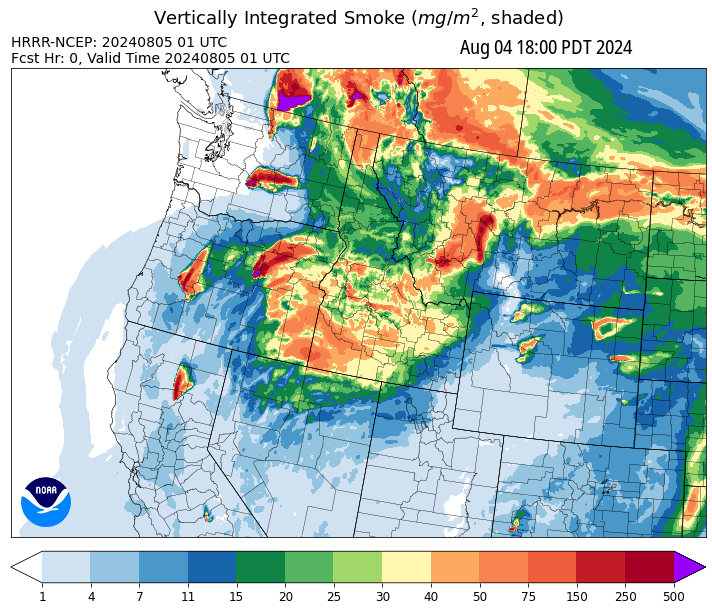 Vertically Integrated Smoke (mg/m², shaded)
HRRR-NCEP: 20240805 01 UTC
Fcst Hr: 0, Valid Time 20240805 01 UTC
Aug 04 18:00 PDT 2024
NOAA
1 4 7 11 15 20 25 30 40 50 75 150 250 500